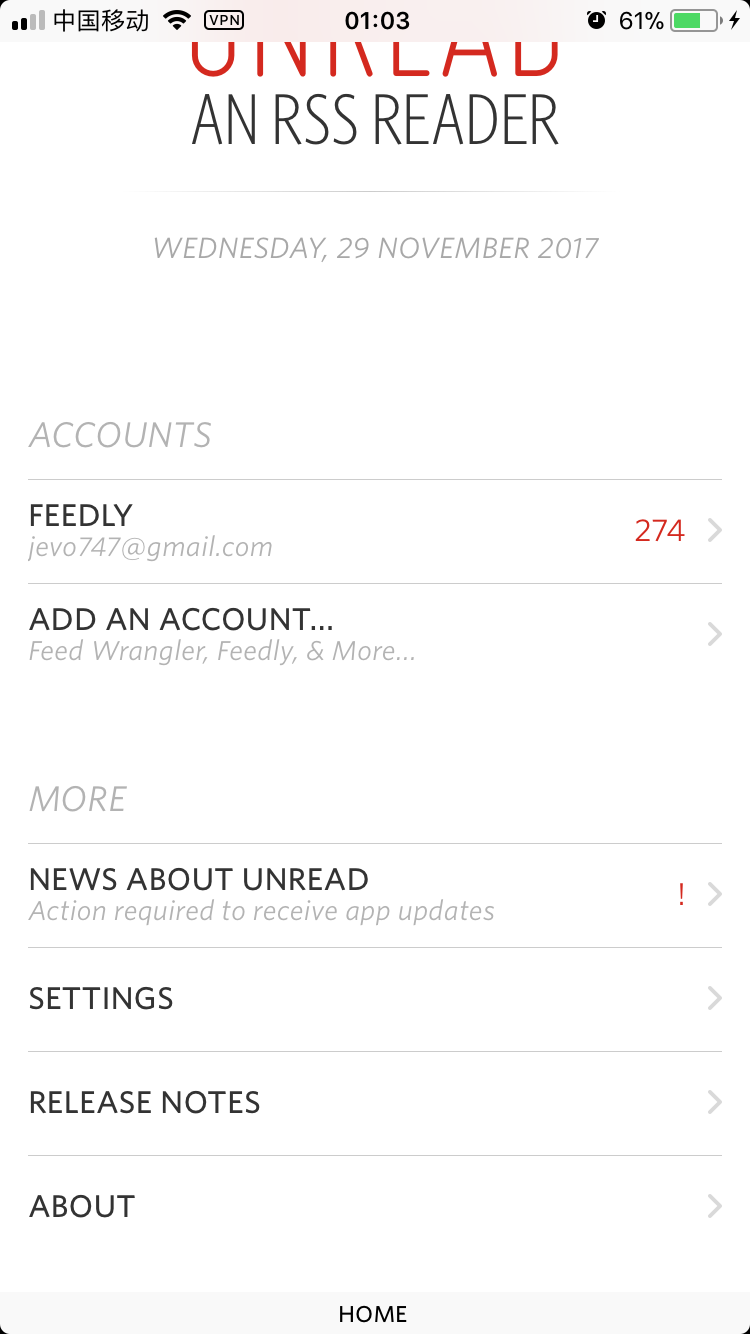 中国移动 VPN 01:03 61%
UNREAD
AN RSS READER
WEDNESDAY, 29 NOVEMBER 2017
ACCOUNTS
FEEDLY
jevo747@gmail.com
274
ADD AN ACCOUNT...
Feed Wrangler, Feedly, & More...
MORE
NEWS ABOUT UNREAD
Action required to receive app updates
!
SETTINGS
RELEASE NOTES
ABOUT
HOME